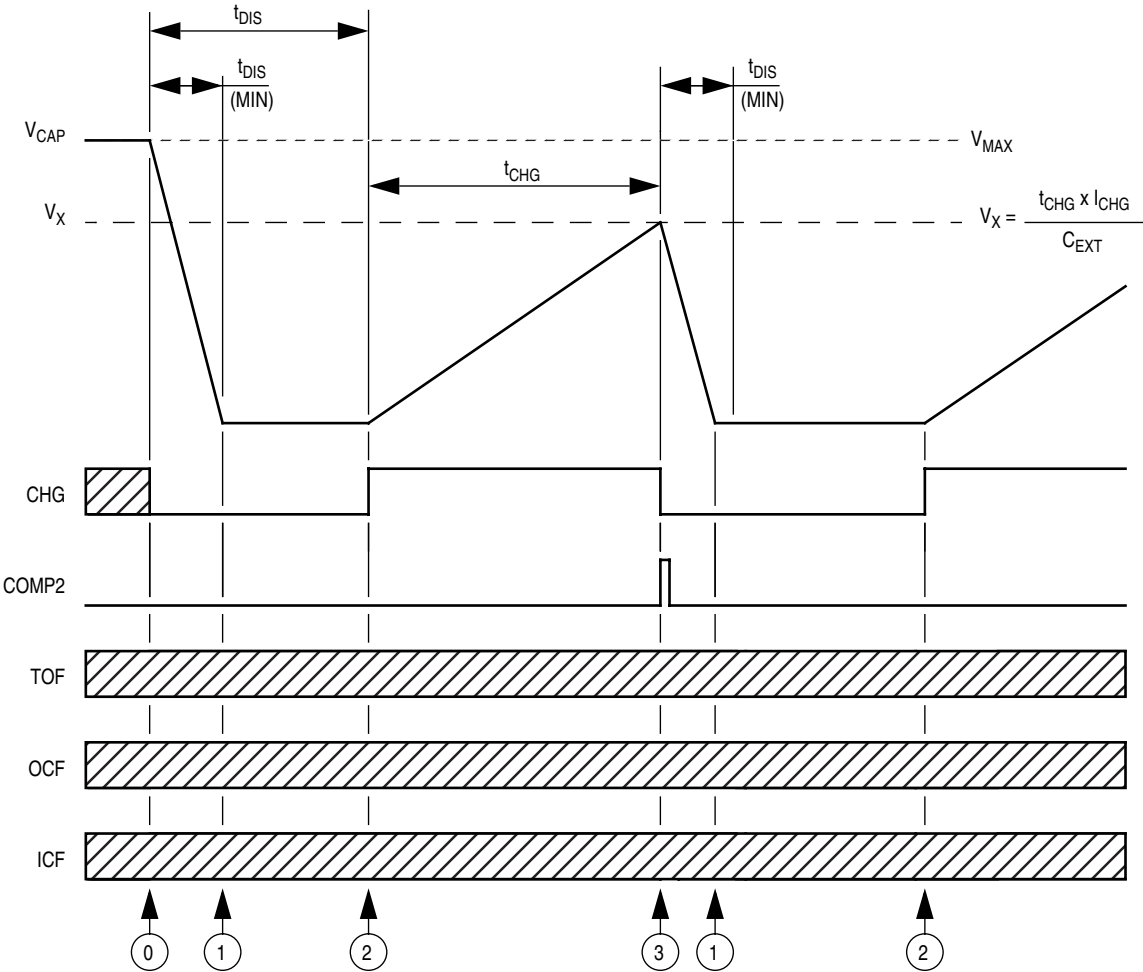 tDIS
tDIS
(MIN)
tDIS
(MIN)
VCAP
VMAX
tCHG
VX
VX = tCHG x ICHG
CEXT
CHG
COMP2
TOF
OCF
ICF
0 1 2 3 1 2